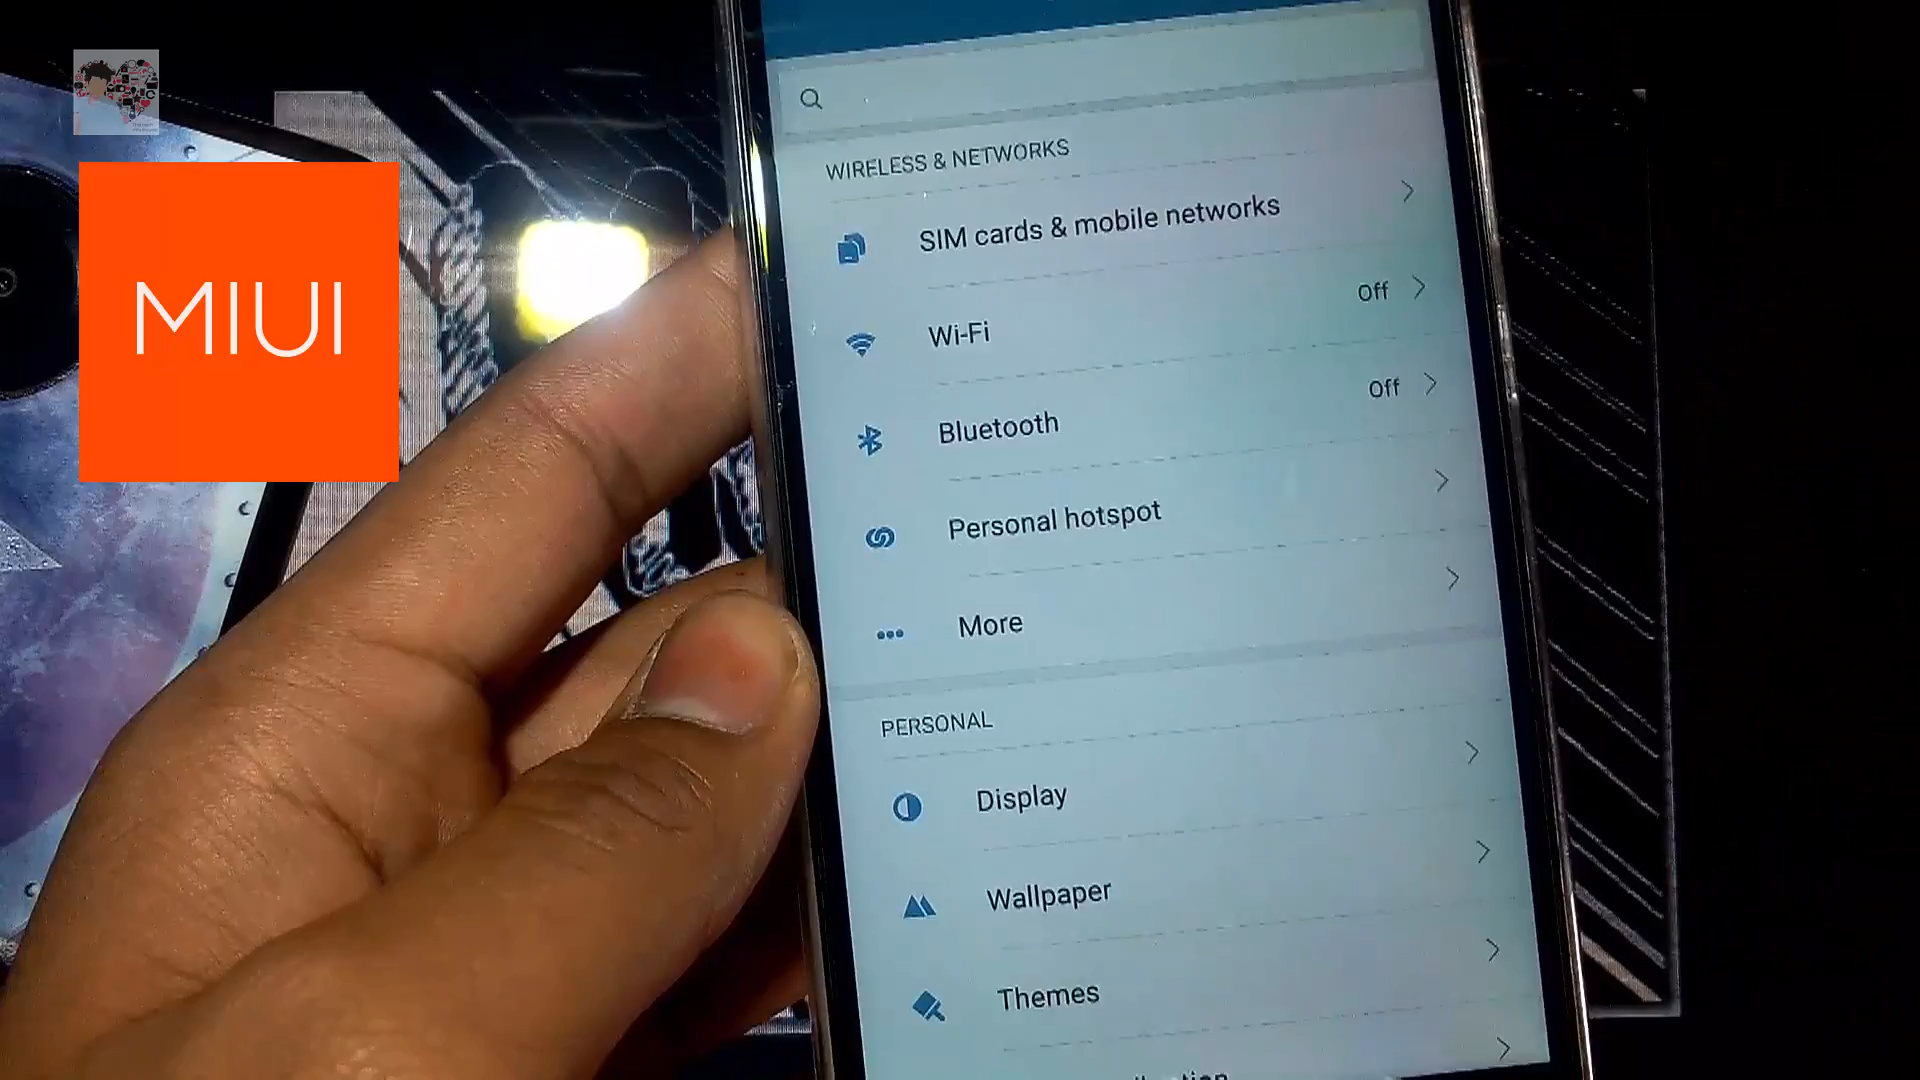 MIUI
WIRELESS & NETWORKS
SIM cards & mobile networks
Wi-Fi
Off
Bluetooth
Off
Personal hotspot
More
PERSONAL
Display
Wallpaper
Themes